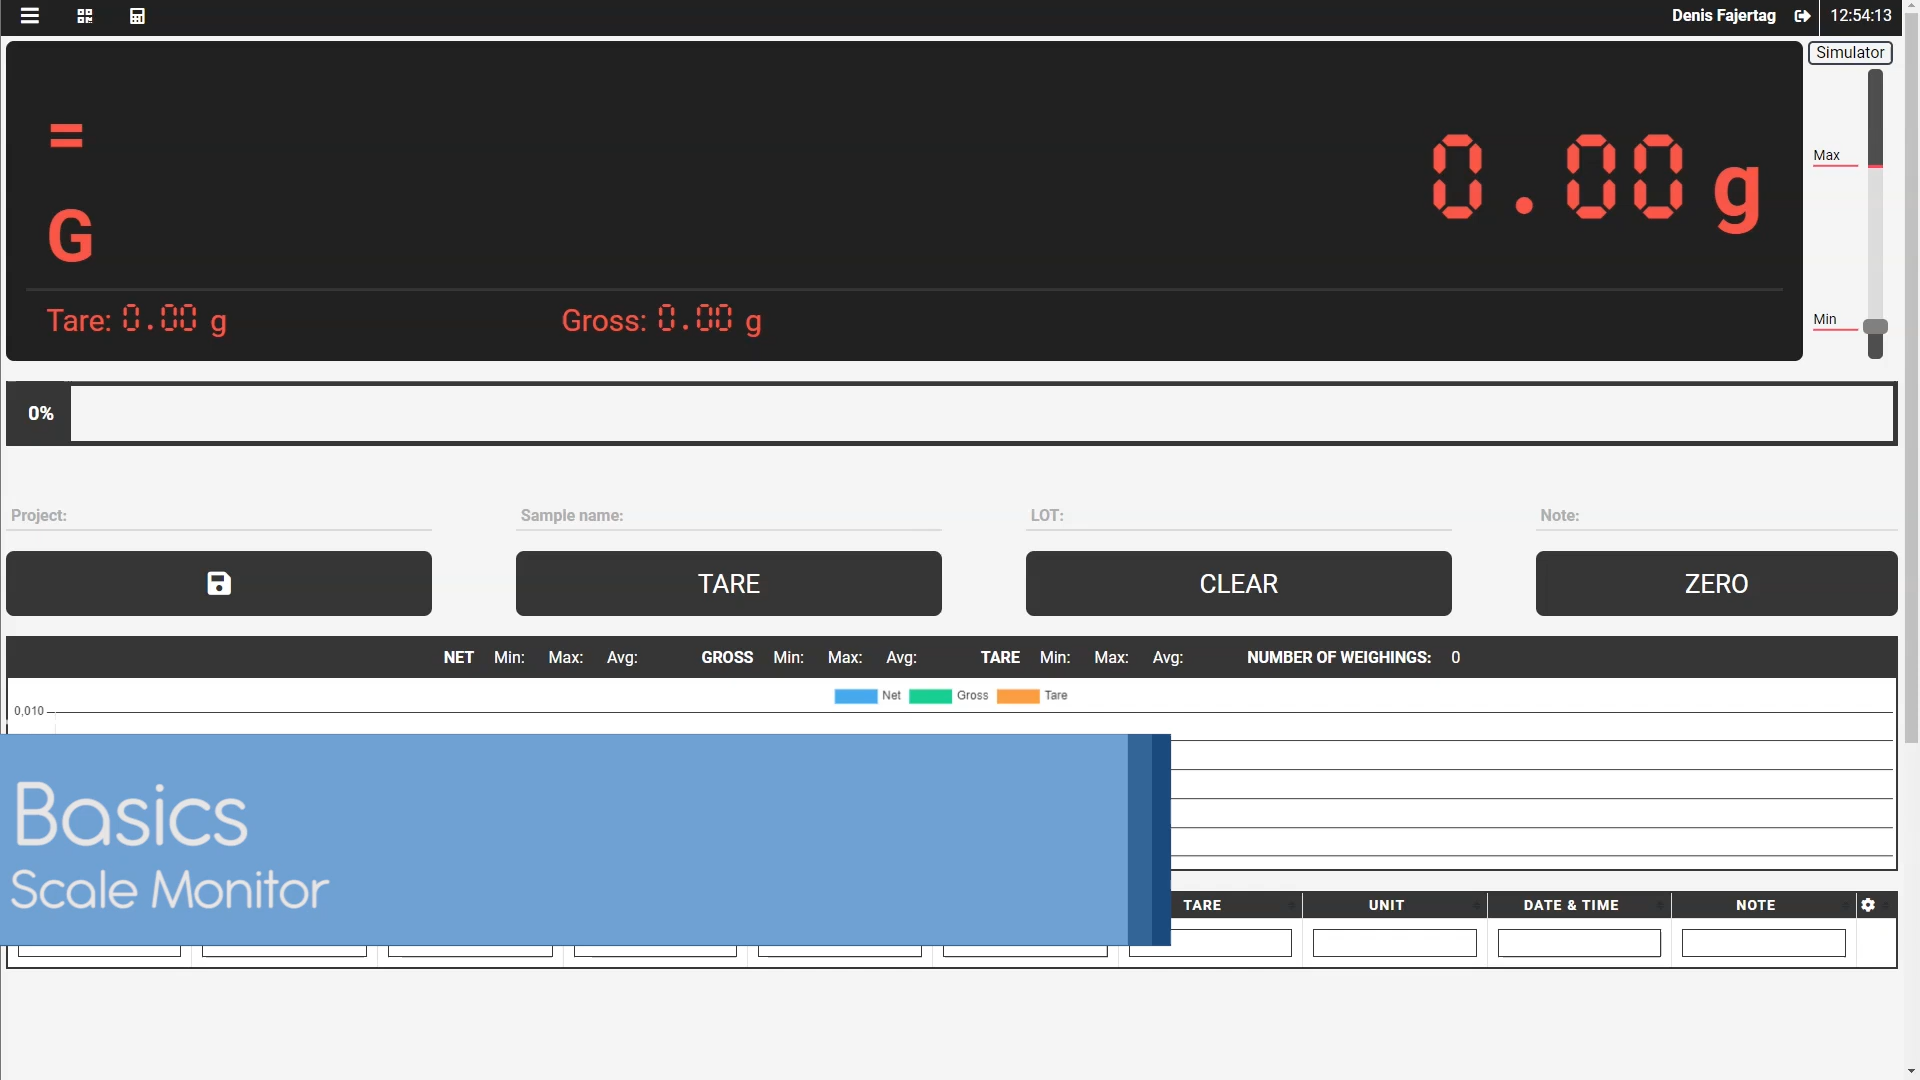 Denis Fajertag 12:54:13
Simulator
=
0.00 g
G
Max
Min
Tare: 0.00 g Gross: 0.00 g
0%
Project: Sample name: LOT: Note:
TARE CLEAR ZERO
NET Min: Max: Avg: GROSS Min: Max: Avg: TARE Min: Max: Avg: NUMBER OF WEIGHINGS: 0
Net Gross Tare
0,010
Basics
Scale Monitor
TARE UNIT DATE & TIME NOTE